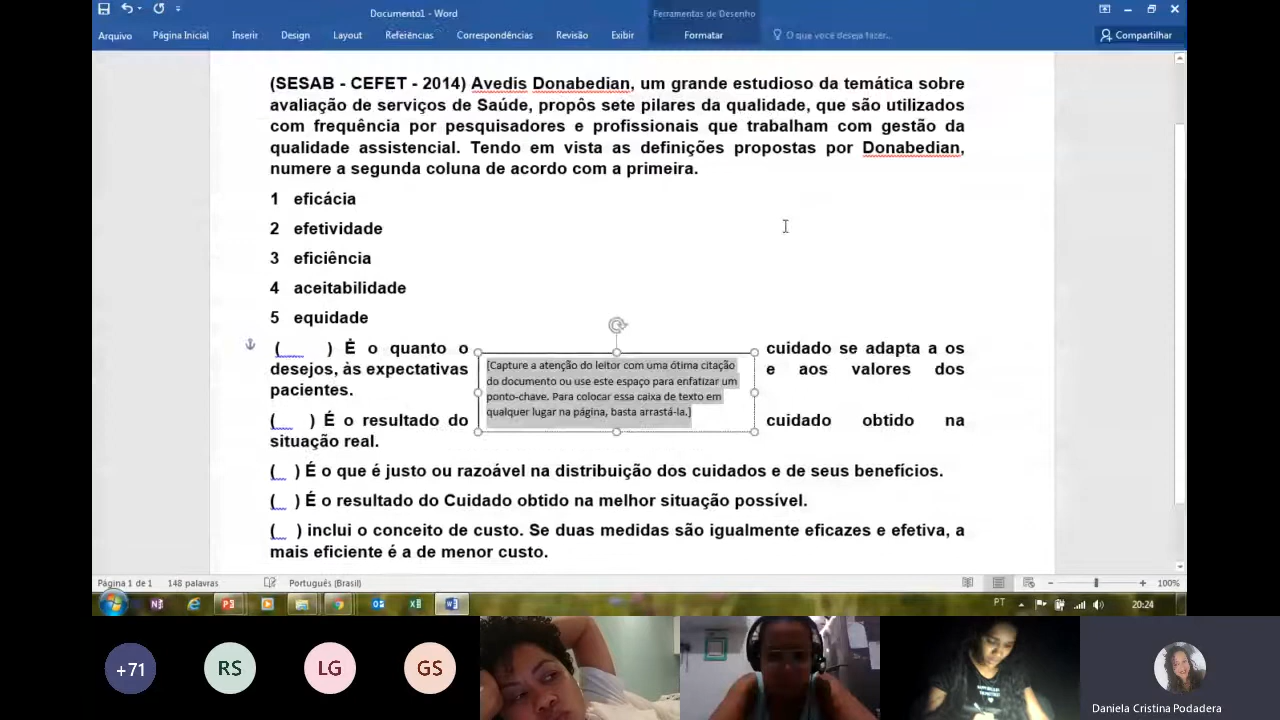 Documento1 - Word
Ferramentas de Desenho
Arquivo Página Inicial Inserir Design Layout Referências Correspondências Revisão Exibir Formatar O que você deseja fazer... Compartilhar
(SESAB - CEFET - 2014) Avedis Donabedian, um grande estudioso da temática sobre
avaliação de serviços de Saúde, propôs sete pilares da qualidade, que são utilizados
com frequência por pesquisadores e profissionais que trabalham com gestão da
qualidade assistencial. Tendo em vista as definições propostas por Donabedian,
numere a segunda coluna de acordo com a primeira.
1 eficácia
2 efetividade
3 eficiência
4 aceitabilidade
5 equidade
( ) É o quanto o cuidado se adapta a os
desejos, às expectativas e aos valores dos
pacientes.
[Capture a atenção do leitor com uma ótima citação
do documento ou use este espaço para enfatizar um
ponto-chave. Para colocar essa caixa de texto em
qualquer lugar na página, basta arrastá-la.]
( ) É o resultado do cuidado obtido na
situação real.
( ) É o que é justo ou razoável na distribuição dos cuidados e de seus benefícios.
( ) É o resultado do Cuidado obtido na melhor situação possível.
( ) inclui o conceito de custo. Se duas medidas são igualmente eficazes e efetiva, a
mais eficiente é a de menor custo.
Página 1 de 1 148 palavras Português (Brasil) 100%
PT 20:24
+71 RS LG GS
Daniela Cristina Podadera